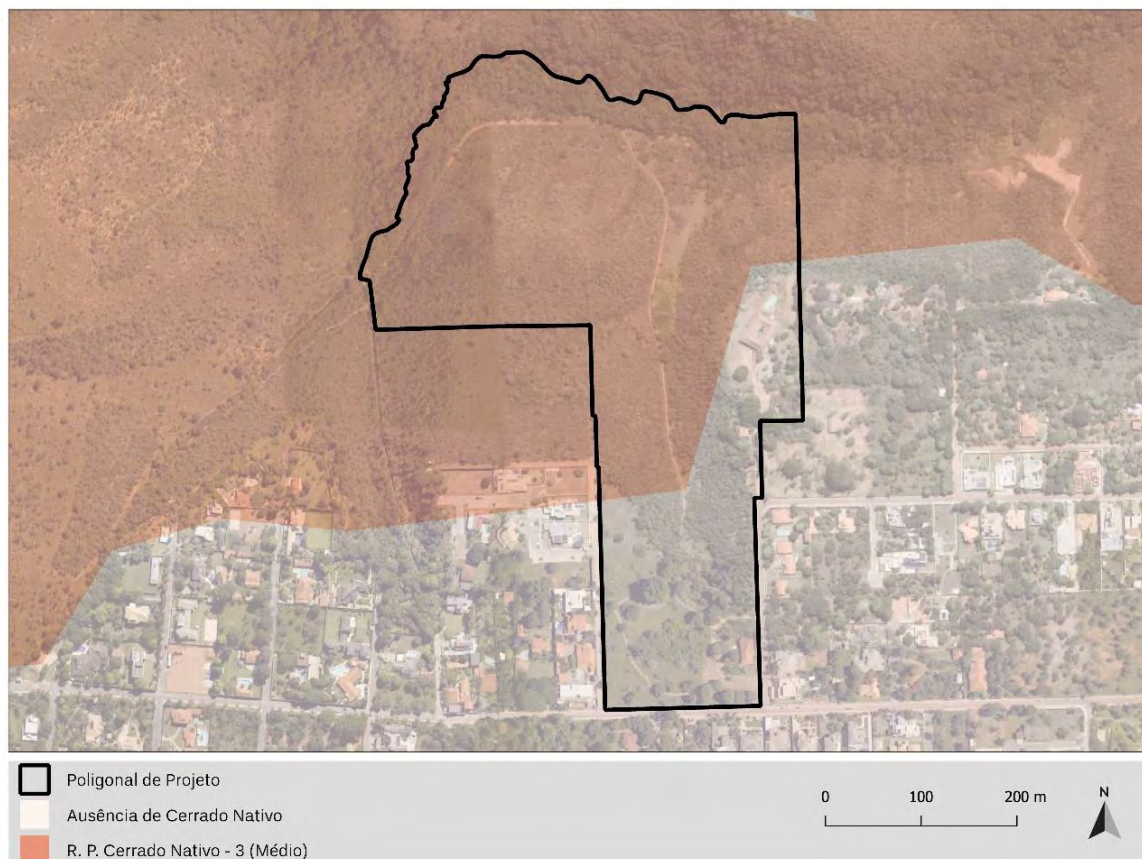 Poligonal de Projeto
Ausência de Cerrado Nativo
R. P. Cerrado Nativo - 3 (Médio)
0 100 200 m
N